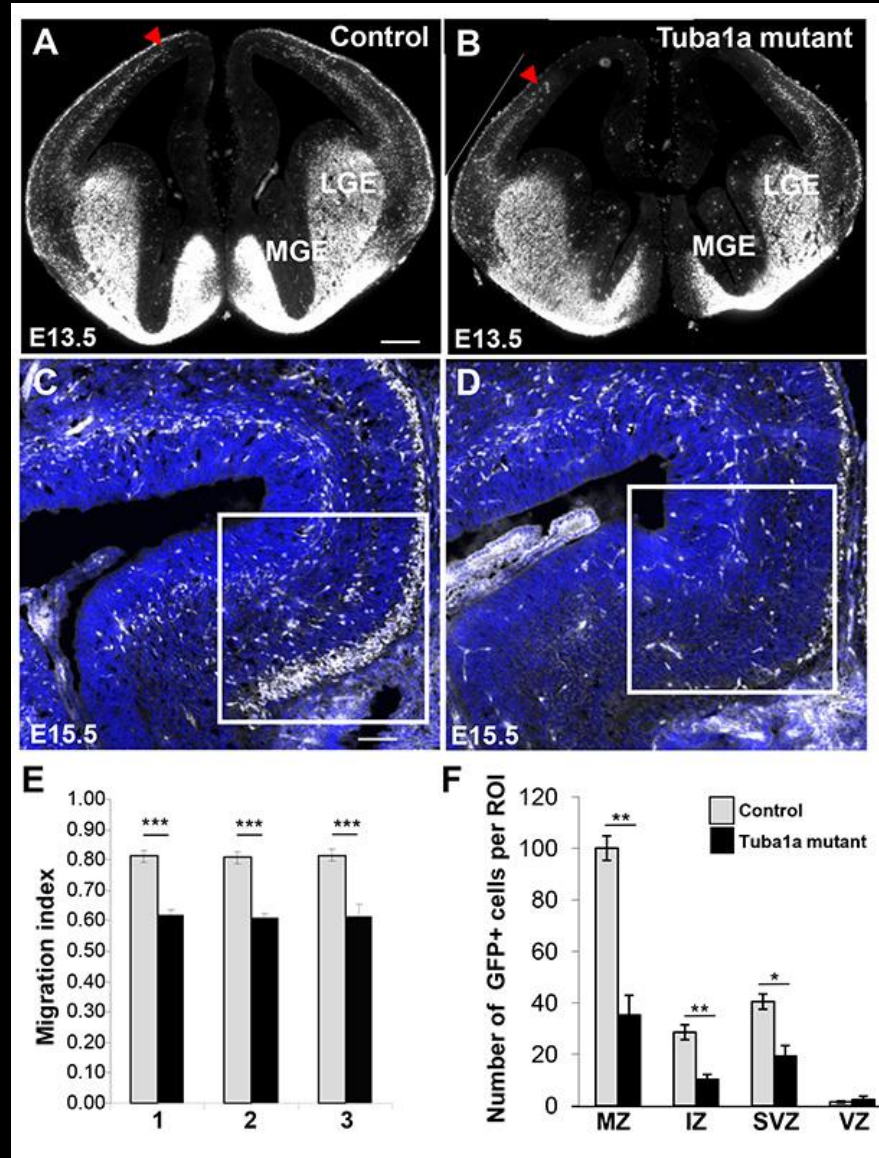 A
Control
LGE
MGE
E13.5
B
Tuba1a mutant
LGE
MGE
E13.5
C
E15.5
D
E15.5
E
Migration index
1.00
0.90
0.80
0.70
0.60
0.50
0.40
0.30
0.20
0.10
0.00
***
***
***
1
2
3
F
Number of GFP+ cells per ROI
120
100
80
60
40
20
0
**
**
*
Control
Tuba1a mutant
MZ
IZ
SVZ
VZ